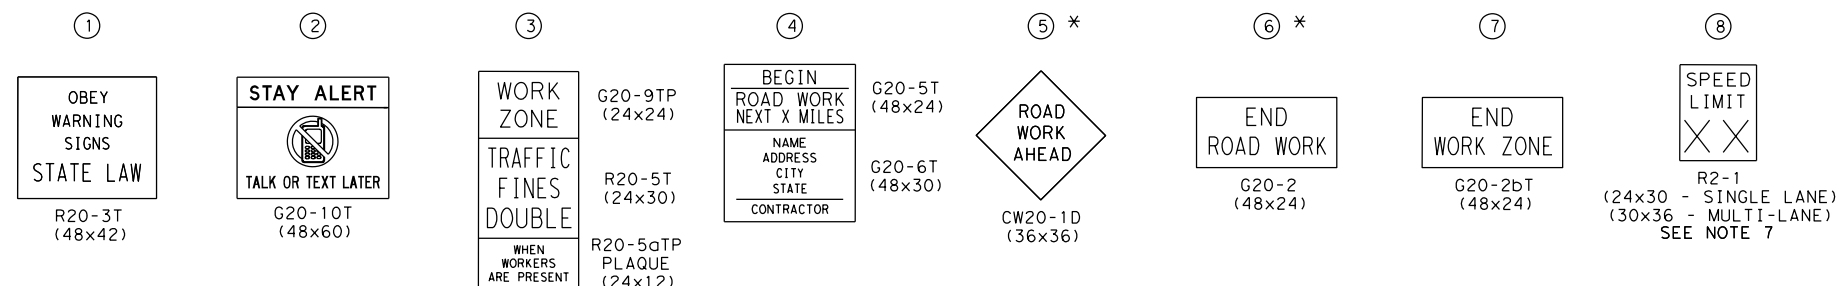 1
OBEY
WARNING
SIGNS
STATE LAW
R20-3T
(48x42)
2
STAY ALERT
TALK OR TEXT LATER
G20-10T
(48x60)
3
WORK
ZONE
G20-9TP
(24x24)
TRAFFIC
FINES
DOUBLE
R20-5T
(24x30)
WHEN
WORKERS
ARE PRESENT
R20-5aTP
PLAQUE
(24x12)
4
BEGIN
ROAD WORK
NEXT X MILES
G20-5T
(48x24)
NAME
ADDRESS
CITY
STATE
CONTRACTOR
G20-6T
(48x30)
5 *
ROAD
WORK
AHEAD
CW20-1D
(36x36)
6 *
END
ROAD WORK
G20-2
(48x24)
7
END
WORK ZONE
G20-2bT
(48x24)
8
SPEED
LIMIT
X X
R2-1
(24x30 - SINGLE LANE)
(30x36 - MULTI-LANE)
SEE NOTE 7